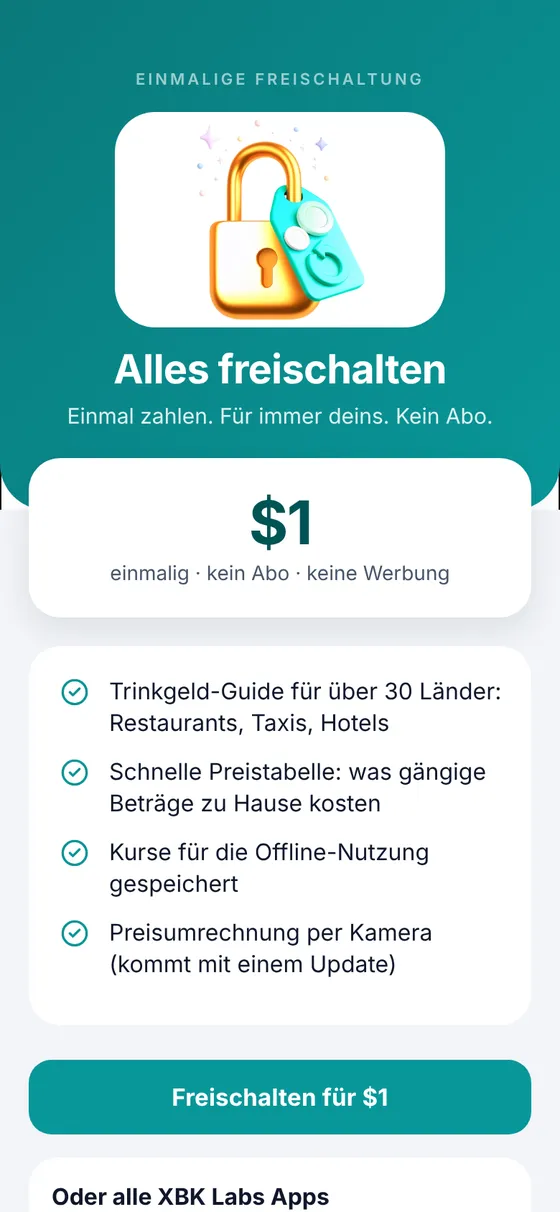 EINMALIGE FREISCHALTUNG
Alles freischalten
Einmal zahlen. Für immer deins. Kein Abo.
$1
einmalig · kein Abo · keine Werbung
Trinkgeld-Guide für über 30 Länder:
Restaurants, Taxis, Hotels
Schnelle Preistabelle: was gängige
Beträge zu Hause kosten
Kurse für die Offline-Nutzung
gespeichert
Preisumrechnung per Kamera
(kommt mit einem Update)
Freischalten für $1
Oder alle XBK Labs Apps